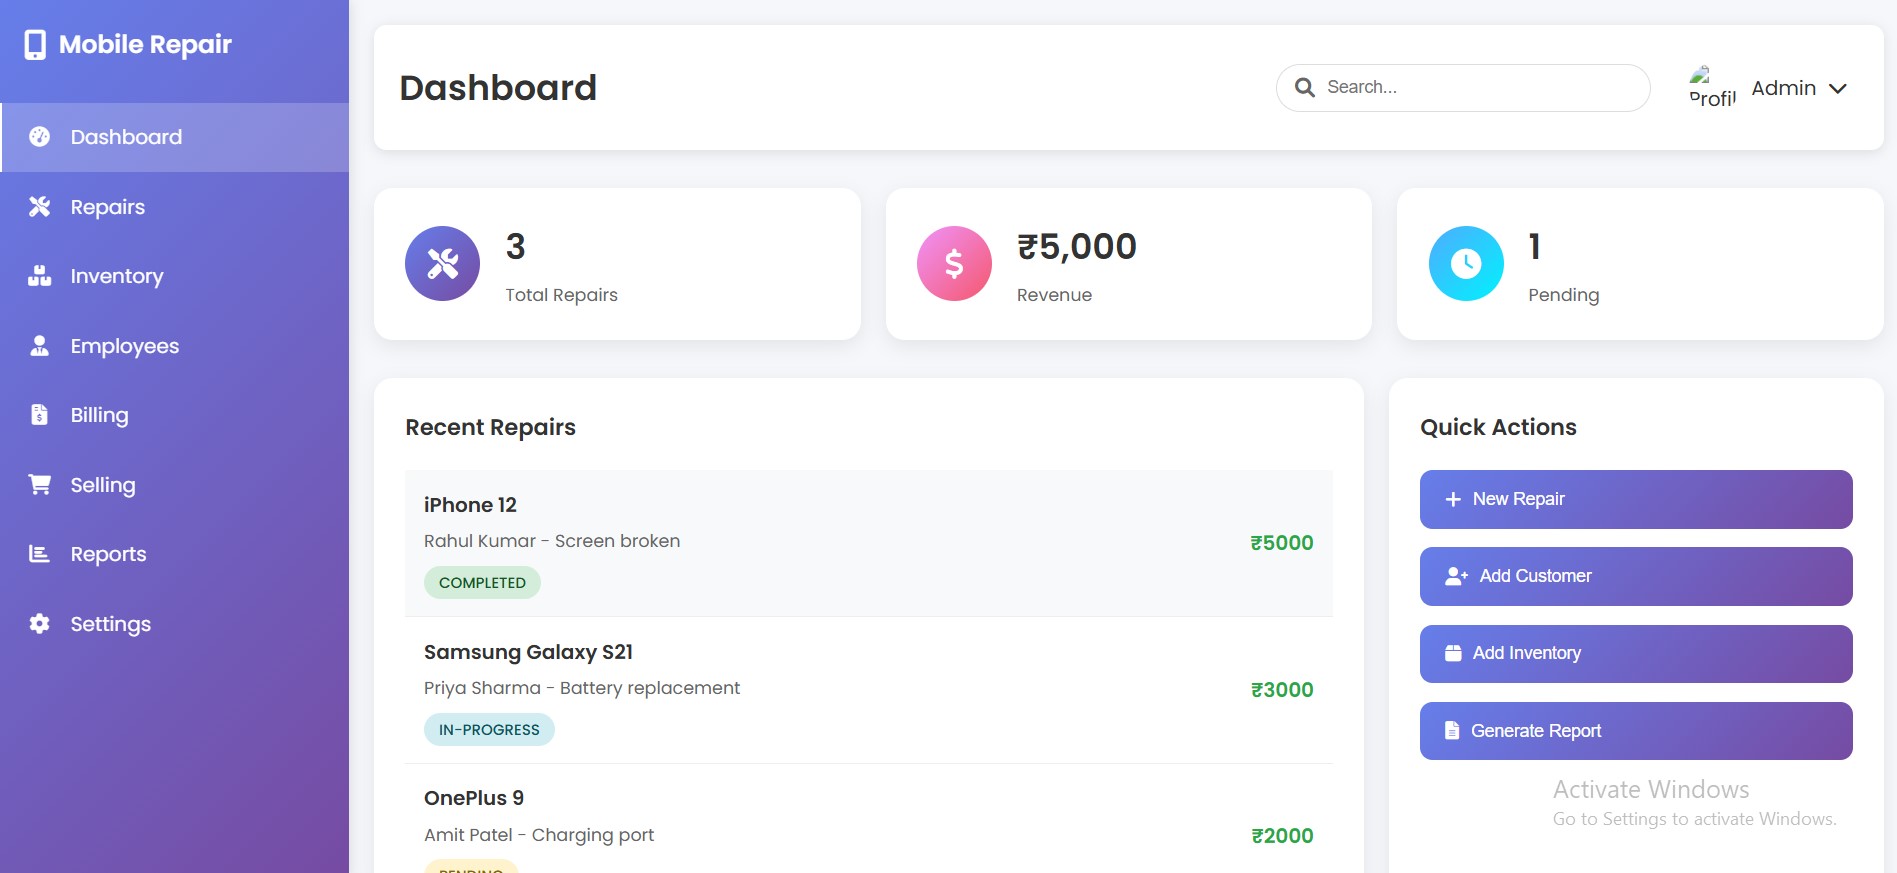 Mobile Repair
Dashboard
Repairs
Inventory
Employees
Billing
Selling
Reports
Settings
Dashboard
Search...
Profil
Admin
3
Total Repairs
₹5,000
Revenue
1
Pending
Recent Repairs
iPhone 12
Rahul Kumar - Screen broken
COMPLETED
₹5000
Samsung Galaxy S21
Priya Sharma - Battery replacement
IN-PROGRESS
₹3000
OnePlus 9
Amit Patel - Charging port
PENDING
₹2000
Quick Actions
New Repair
Add Customer
Add Inventory
Generate Report
Activate Windows
Go to Settings to activate Windows.